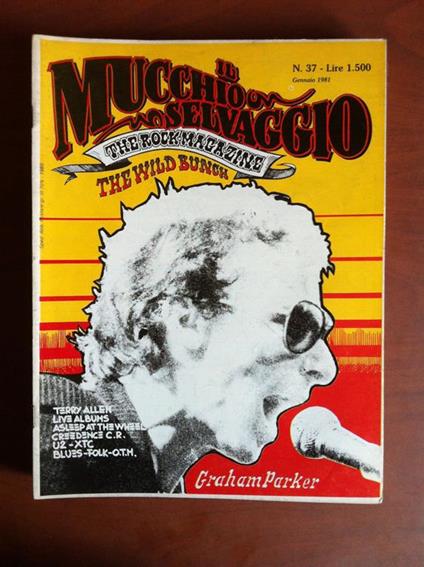 IL
MUCCHIO
SELVAGGIO
N. 37 - Lire 1.500
Gennaio 1981
THE ROCK MAGAZINE
THE WILD BUNCH
TERRY ALLEN
LIVE ALBUMS
ASLEEP AT THE WHEEL
CREEDENCE C.R.
U2 - XTC
BLUES-FOLK-O.T.H.
Graham Parker